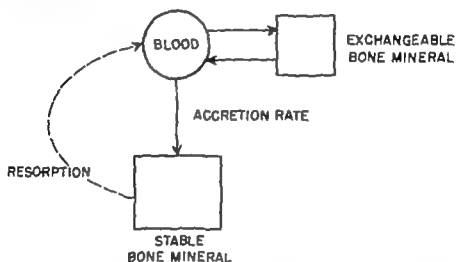 BLOOD
EXCHANGEABLE
BONE MINERAL
ACCRETION RATE
RESORPTION
STABLE
BONE MINERAL